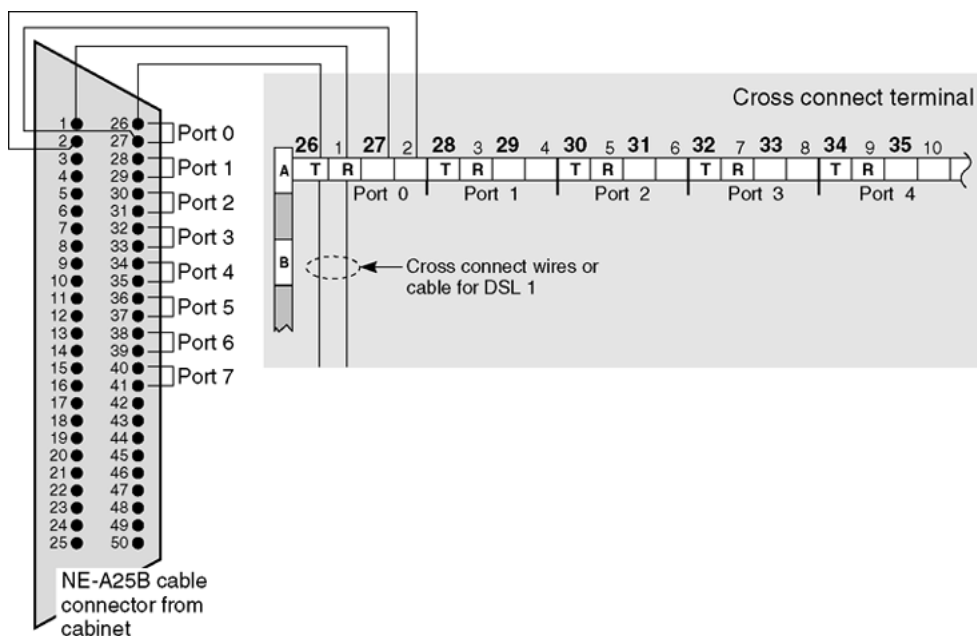 Cross connect terminal
26 1 27 2 28 3 29 4 30 5 31 6 32 7 33 8 34 9 35 10
A T R T R T R T R T R
Port 0 Port 1 Port 2 Port 3 Port 4
B
Cross connect wires or
cable for DSL 1
1 26
2 27
Port 0
3 28
4 29
Port 1
5 30
6 31
Port 2
7 32
8 33
Port 3
9 34
10 35
Port 4
11 36
12 37
Port 5
13 38
14 39
Port 6
15 40
16 41
Port 7
17 42
18 43
19 44
20 45
21 46
22 47
23 48
24 49
25 50
NE-A25B cable
connector from
cabinet